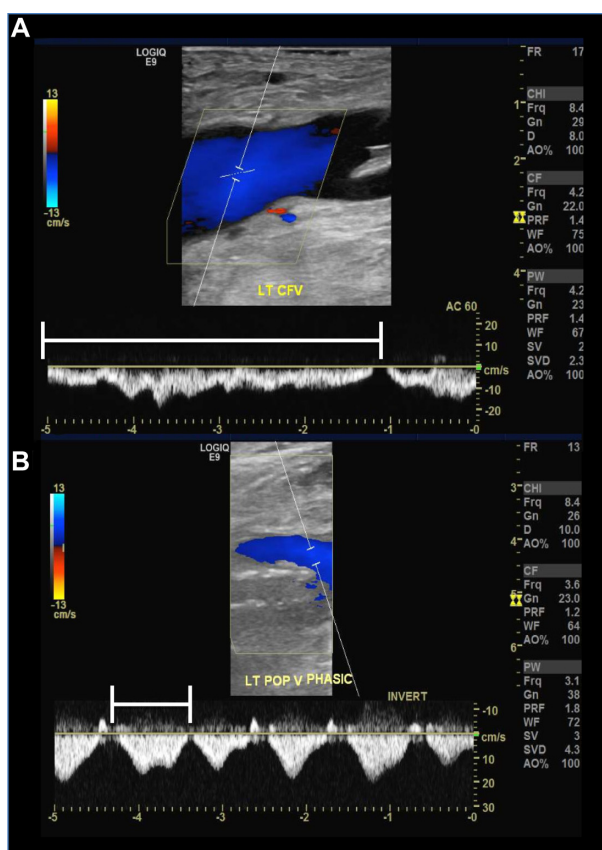 A
LOGIQ
E9
13
-13
cm/s
LT CFV
1
2
4
FR 17
CHI
Frq 8.4
Gn 29
D 8.0
AO% 100
CF
Frq 4.2
Gn 22.0
PRF 1.4
WF 75
AO% 100
PW
Frq 4.2
Gn 23
PRF 1.4
WF 67
SV 2
SVD 2.3
AO% 100
AC 60
20
10
cm/s
-10
-20
-5 -4 -3 -2 -1 -0
B
LOGIQ
E9
13
-13
cm/s
LT POP V PHASIC
INVERT
3
4
5
6
FR 13
CHI
Frq 8.4
Gn 26
D 10.0
AO% 100
CF
Frq 3.6
Gn 23.0
PRF 1.2
WF 64
AO% 100
PW
Frq 3.1
Gn 38
PRF 1.8
WF 72
SV 3
SVD 4.3
AO% 100
-10
cm/s
10
20
30
-5 -4 -3 -2 -1 -0